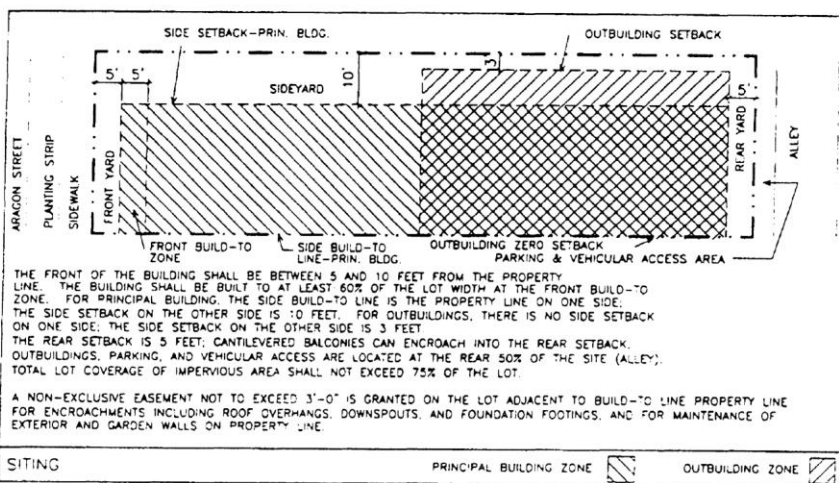 SIDE SETBACK-PRIN. BLDG.
OUTBUILDING SETBACK
5' 5'
SIDEYARD
10'
3'
5'
ARAGON STREET
PLANTING STRIP
SIDEWALK
FRONT YARD
REAR YARD
ALLEY
FRONT BUILD-TO
ZONE
SIDE BUILD-TO
LINE-PRIN. BLDG.
OUTBUILDING ZERO SETBACK
PARKING & VEHICULAR ACCESS AREA
THE FRONT OF THE BUILDING SHALL BE BETWEEN 5 AND 10 FEET FROM THE PROPERTY
LINE. THE BUILDING SHALL BE BUILT TO AT LEAST 60% OF THE LOT WIDTH AT THE FRONT BUILD-TO
ZONE. FOR PRINCIPAL BUILDING, THE SIDE BUILD-TO LINE IS THE PROPERTY LINE ON ONE SIDE;
THE SIDE SETBACK ON THE OTHER SIDE IS 10 FEET. FOR OUTBUILDINGS, THERE IS NO SIDE SETBACK
ON ONE SIDE; THE SIDE SETBACK ON THE OTHER SIDE IS 3 FEET.
THE REAR SETBACK IS 5 FEET; CANTILEVERED BALCONIES CAN ENCROACH INTO THE REAR SETBACK.
OUTBUILDINGS, PARKING, AND VEHICULAR ACCESS ARE LOCATED AT THE REAR 50% OF THE SITE (ALLEY).
TOTAL LOT COVERAGE OF IMPERVIOUS AREA SHALL NOT EXCEED 75% OF THE LOT.
A NON-EXCLUSIVE EASEMENT NOT TO EXCEED 3'-0" IS GRANTED ON THE LOT ADJACENT TO BUILD-TO LINE PROPERTY LINE
FOR ENCROACHMENTS INCLUDING ROOF OVERHANGS, DOWNSPOUTS, AND FOUNDATION FOOTINGS, AND FOR MAINTENANCE OF
EXTERIOR AND GARDEN WALLS ON PROPERTY LINE.
SITING
PRINCIPAL BUILDING ZONE
OUTBUILDING ZONE